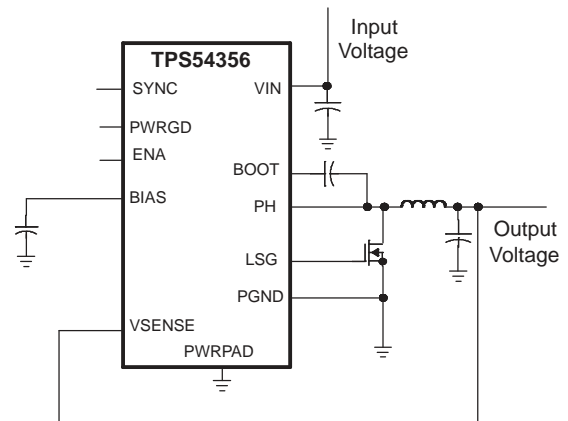 Input
Voltage
TPS54356
SYNC
VIN
PWRGD
ENA
BOOT
BIAS
PH
Output
Voltage
LSG
PGND
VSENSE
PWRPAD